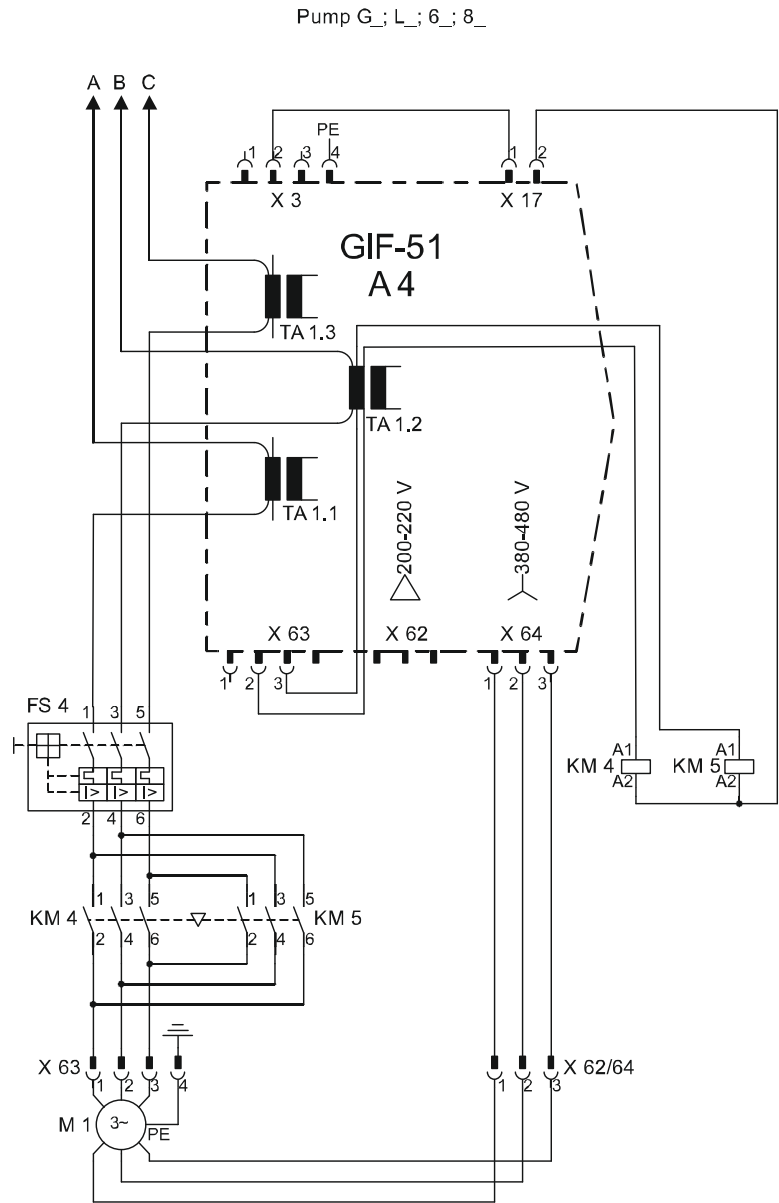 Pump G_; L_; 6_; 8_
A B C
PE
1 2 3 4 1 2
X 3 X 17
GIF-51
A 4
TA 1.3
TA 1.2
TA 1.1
200-220 V 380-480 V
X 63 X 62 X 64
1 2 3 1 2 3
FS 4 1 3 5
I> I> I>
2 4 6
A1 A1
KM 4 KM 5
A2 A2
1 3 5 1 3 5
KM 4 KM 5
2 4 6 2 4 6
X 63 X 62/64
1 2 3 4 1 2 3
M 1 3~ PE